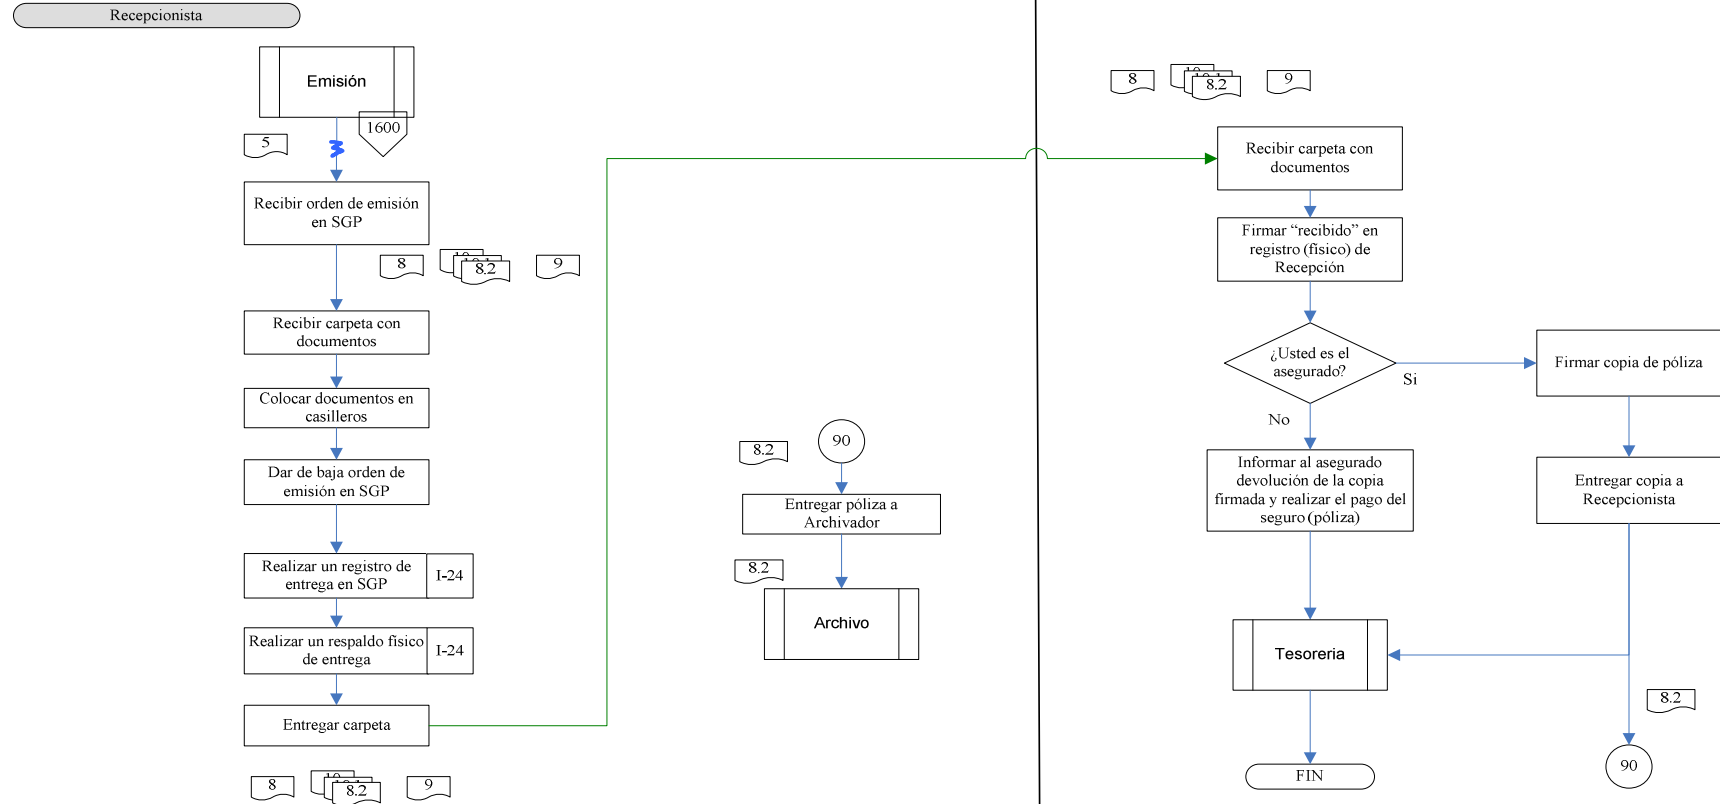 Recepcionista
Emisión
1600
5
Recibir orden de emisión
en SGP
8
8.2
9
Recibir carpeta con
documentos
Colocar documentos en
casilleros
Dar de baja orden de
emisión en SGP
Realizar un registro de
entrega en SGP
I-24
Realizar un respaldo físico
de entrega
I-24
Entregar carpeta
8
8.2
9
8.2
90
Entregar póliza a
Archivador
8.2
Archivo
8
8.2
9
Recibir carpeta con
documentos
Firmar “recibido” en
registro (físico) de
Recepción
¿Usted es el
asegurado?
Si
No
Firmar copia de póliza
Informar al asegurado
devolución de la copia
firmada y realizar el pago del
seguro (póliza)
Entregar copia a
Recepcionista
Tesoreria
8.2
FIN
90